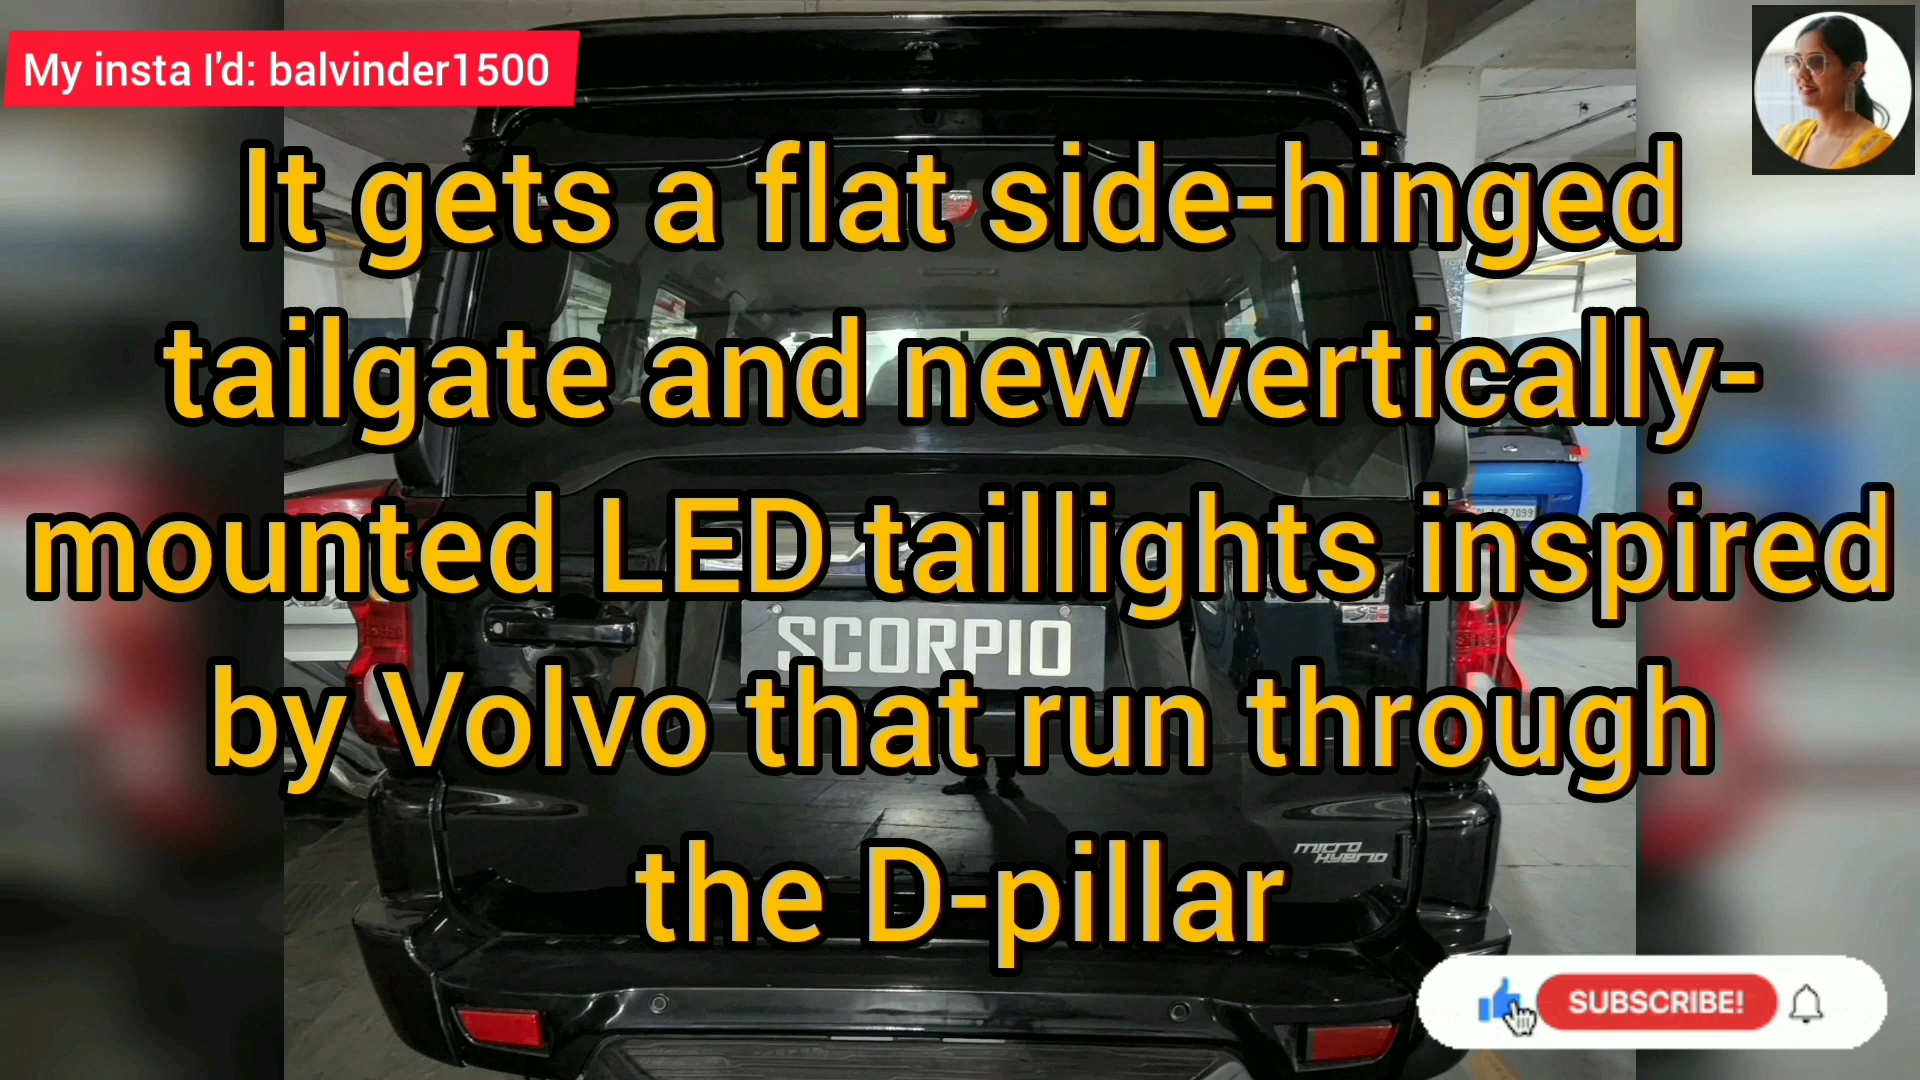 My insta I'd: balvinder1500
It gets a flat side-hinged
tailgate and new vertically-
mounted LED taillights inspired
by Volvo that run through
the D-pillar
SCORPIO
MICRO
HYBRID
SUBSCRIBE!